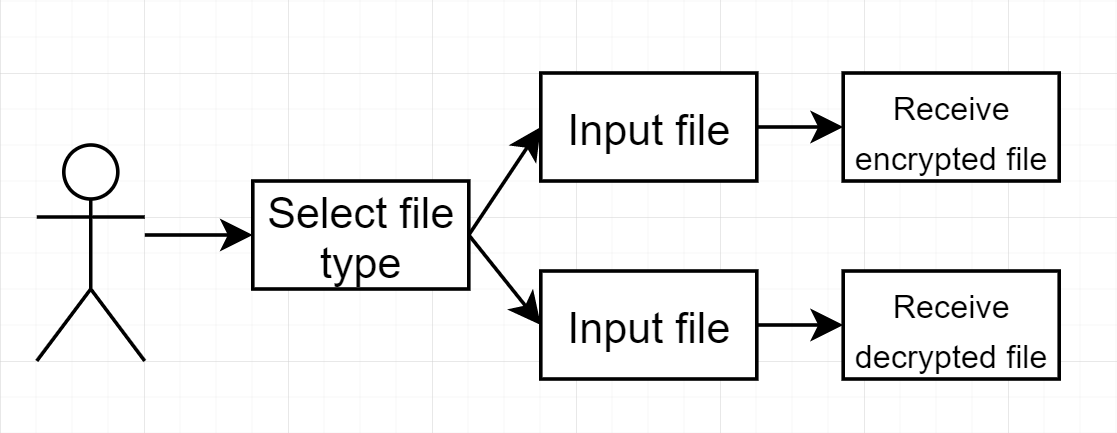 Select file
type
Input file
Receive
encrypted file
Input file
Receive
decrypted file